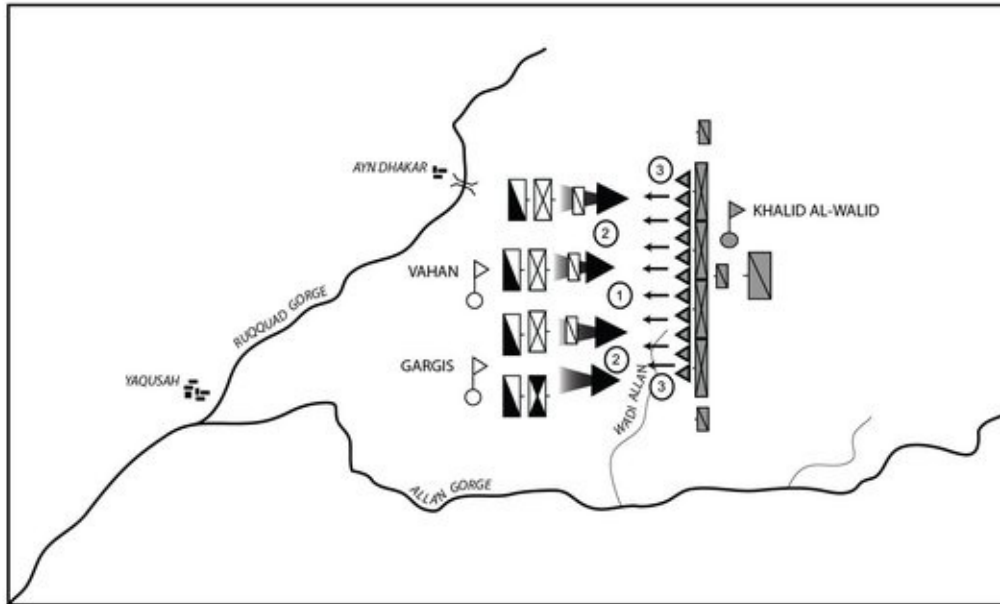 AYN DHAKAR
3
KHALID AL-WALID
2
VAHAN
1
RUQQUAD GORGE
GARGIS
2
YAQUSAH
3
WADI ALLAN
ALLAN GORGE